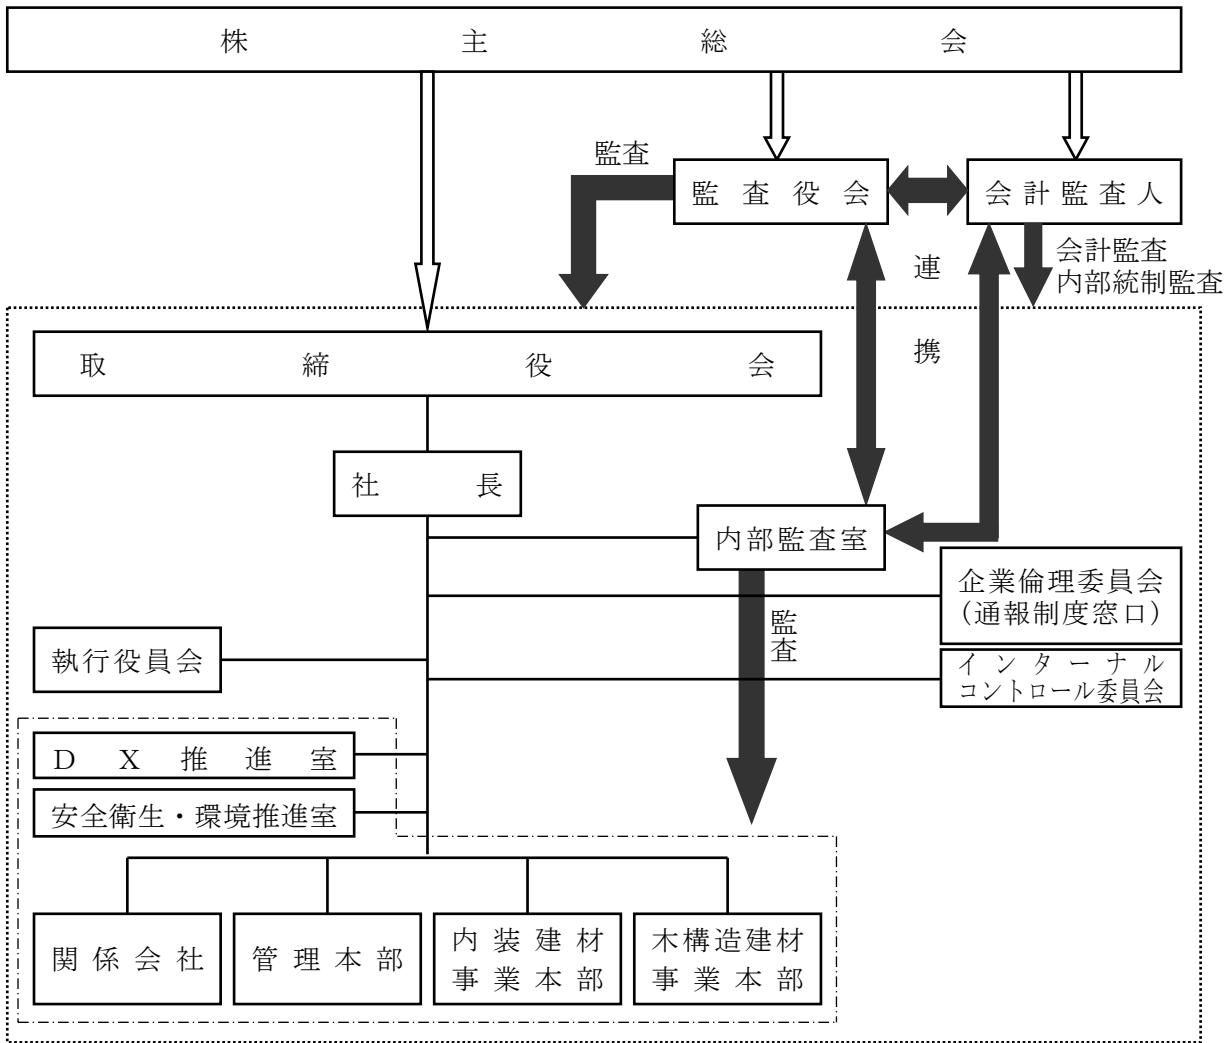 株主総会
監査
監査役会
会計監査人
会計監査
内部統制監査
連
携
取締役会
社長
内部監査室
企業倫理委員会
（通報制度窓口）
監
査
執行役員会
インターナル
コントロール委員会
DX推進室
安全衛生・環境推進室
関係会社
管理本部
内装建材
事業本部
木構造建材
事業本部